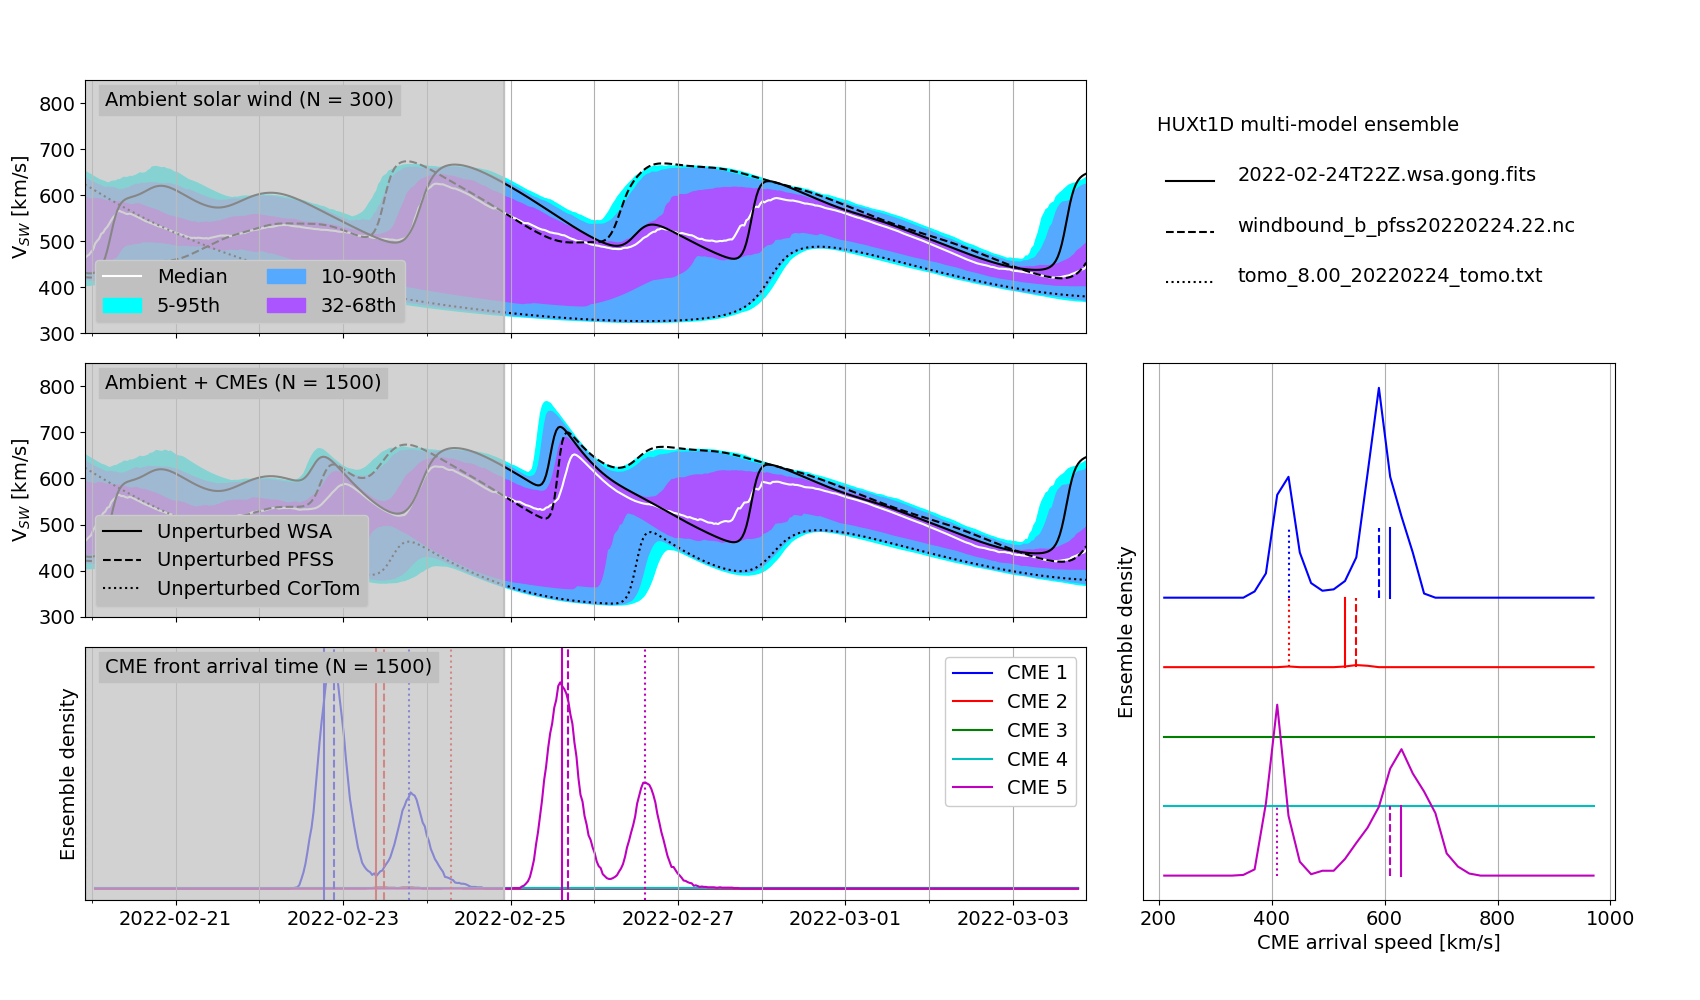 Ambient solar wind (N = 300)
800
700
600
500
400
300
V_SW [km/s]
Median
5-95th
10-90th
32-68th
HUXt1D multi-model ensemble
2022-02-24T22Z.wsa.gong.fits
windbound_b_pfss20220224.22.nc
tomo_8.00_20220224_tomo.txt
Ambient + CMEs (N = 1500)
800
700
600
500
400
300
V_SW [km/s]
Unperturbed WSA
Unperturbed PFSS
Unperturbed CorTom
CME front arrival time (N = 1500)
Ensemble density
CME 1
CME 2
CME 3
CME 4
CME 5
2022-02-21
2022-02-23
2022-02-25
2022-02-27
2022-03-01
2022-03-03
Ensemble density
200
400
600
800
1000
CME arrival speed [km/s]